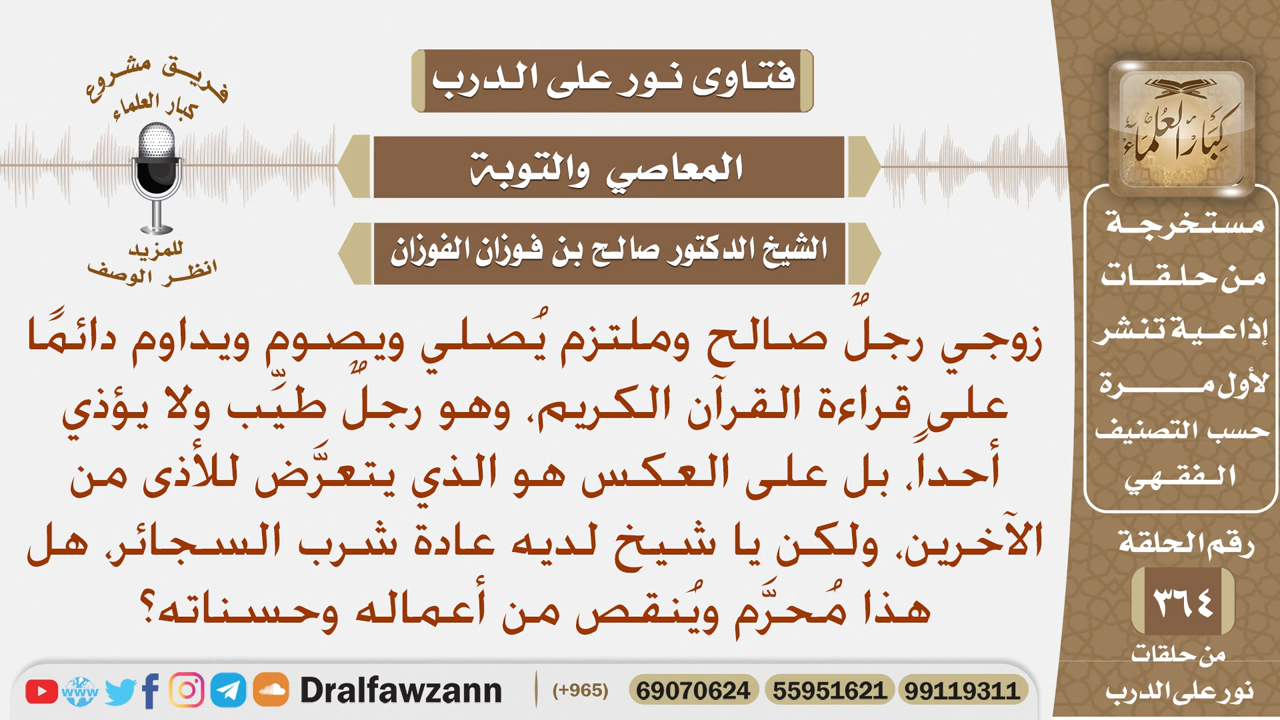 فتاوى نور على الدرب
المعاصي والتوبة
الشيخ الدكتور صالح بن فوزان الفوزان
زوجي رجلٌ صالح وملتزم يُصلي ويصوم ويداوم دائمًا
على قراءة القرآن الكريم، وهو رجلٌ طيّب ولا يؤذي
أحداً، بل على العكس هو الذي يتعرَّض للأذى من
الآخرين، ولكن يا شيخ لديه عادة شرب السجائر، هل
هذا مُحرَّم ويُنقص من أعماله وحسناته؟
فريق مشروع
كبار العلماء
للمزيد
انظر الوصف
كبار العلماء
مستخرجة
من حلقات
إذاعية تنشر
لأول مرة
حسب التصنيف
الفقهي
رقم الحلقة
٣٦٤
من حلقات
نور على الدرب
www
Dralfawzann
(+965)
69070624
55951621
99119311